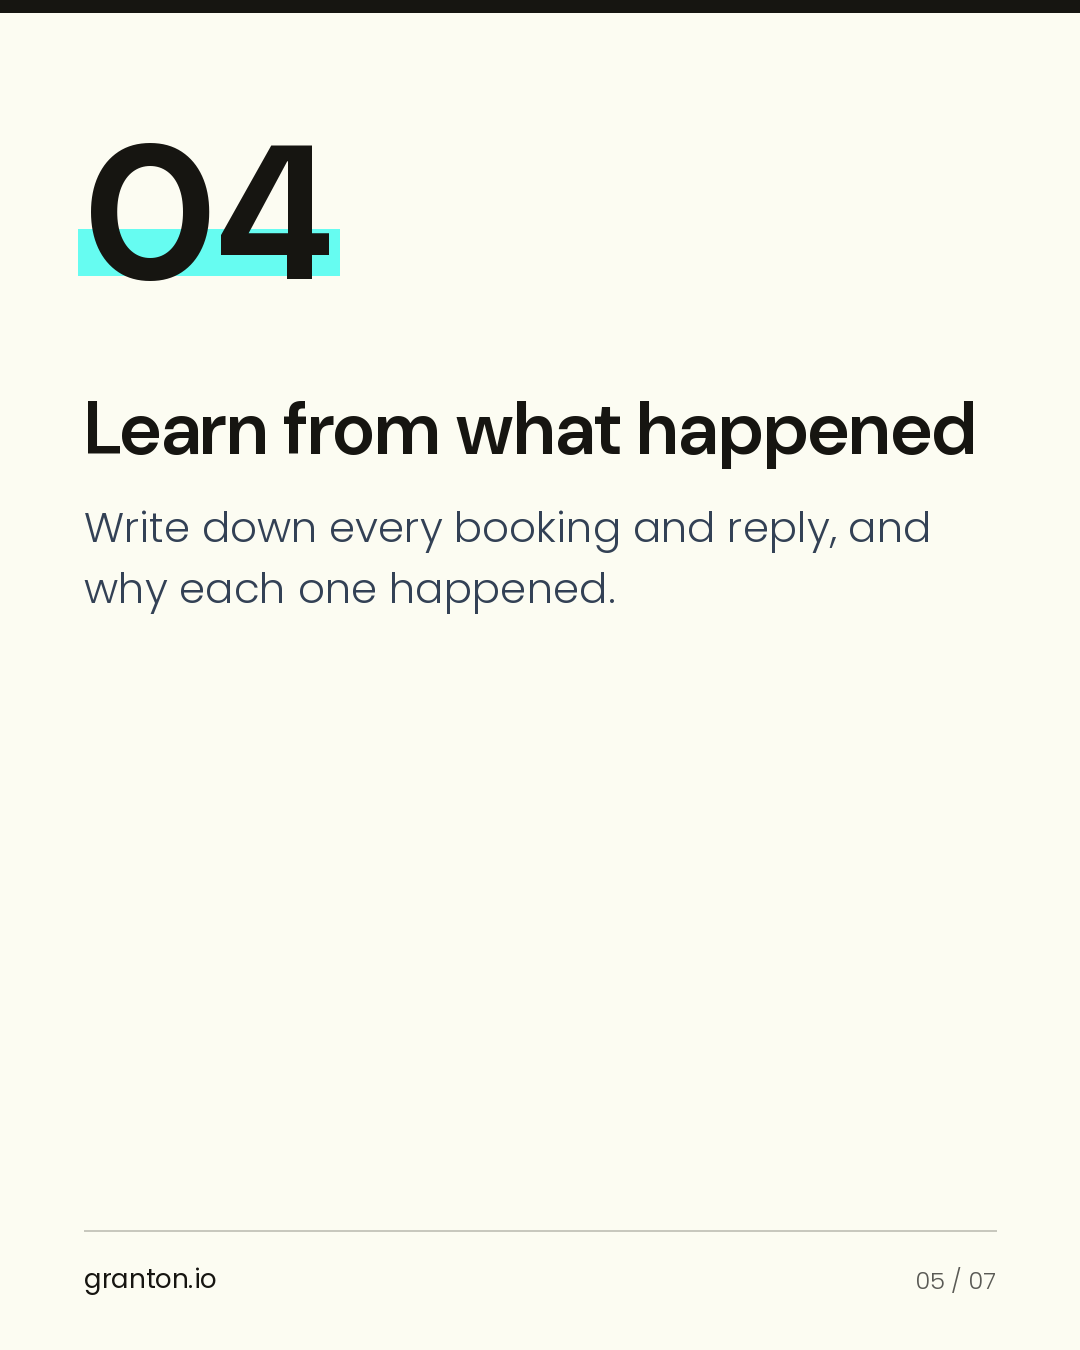 04
Learn from what happened
Write down every booking and reply, and
why each one happened.
granton.io
05 / 07